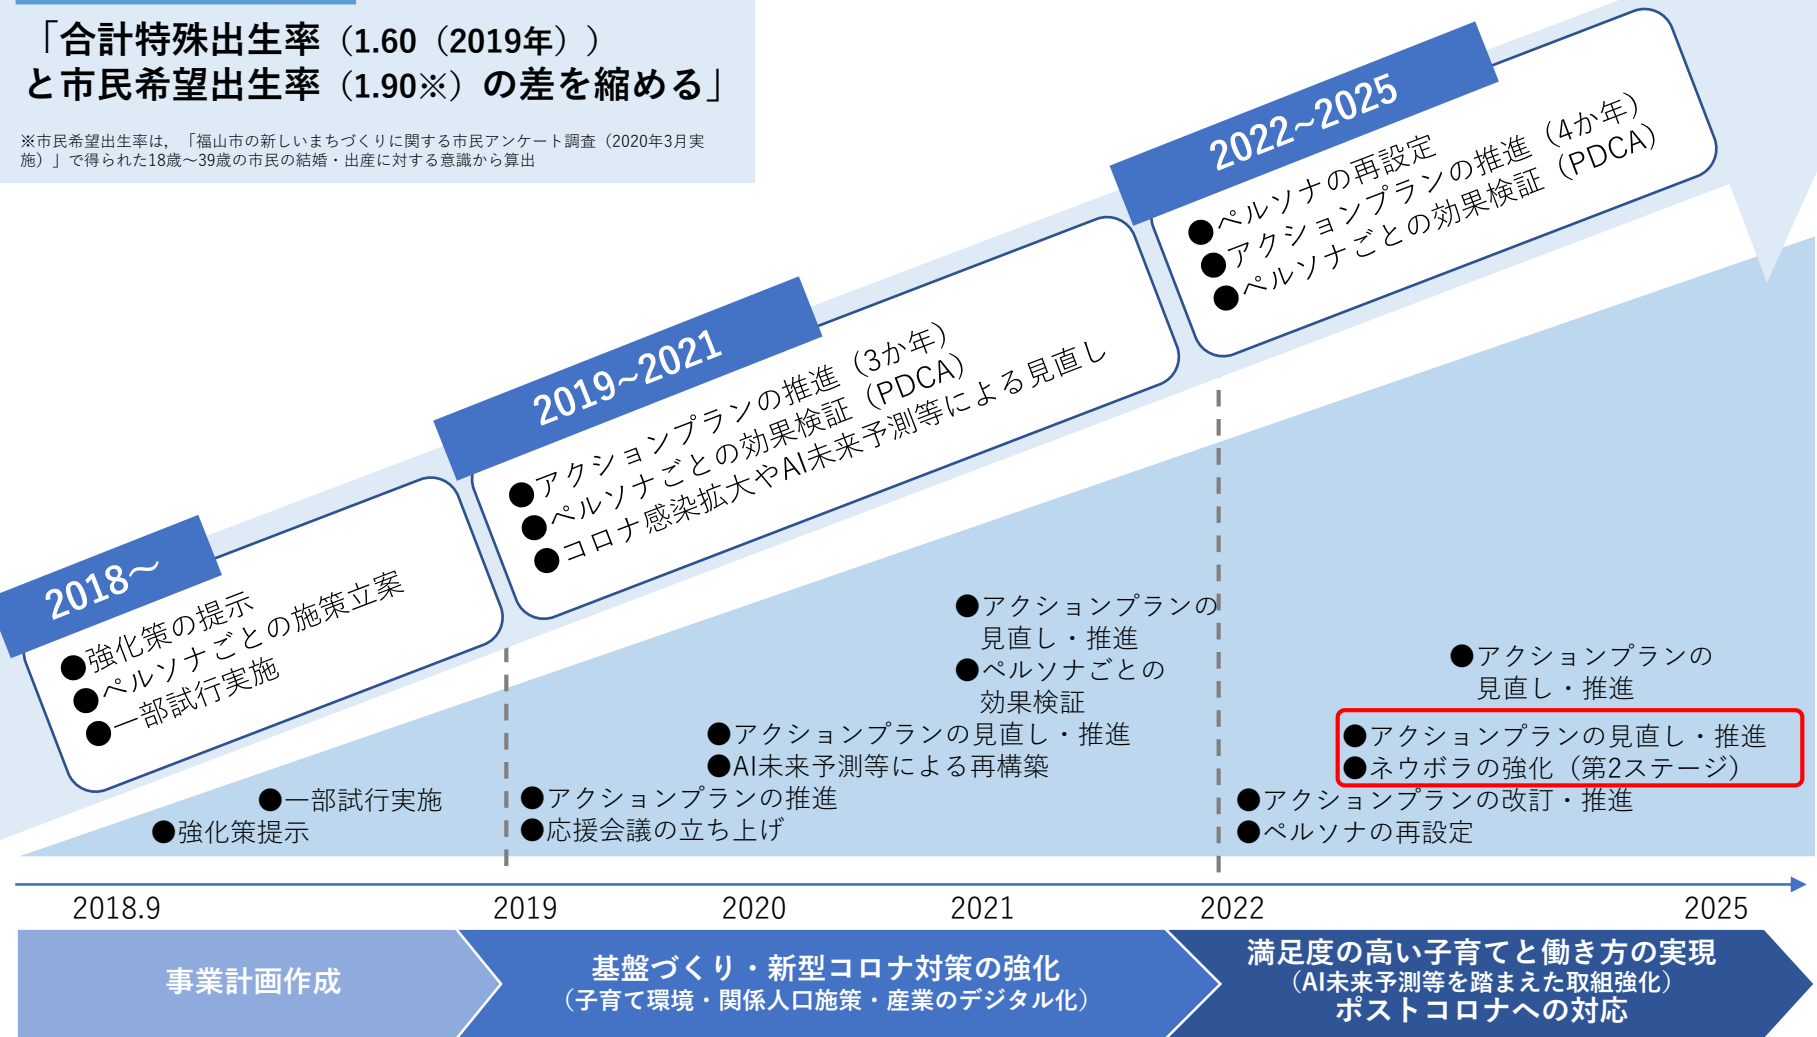 「合計特殊出生率（1.60（2019年））
と市民希望出生率（1.90※）の差を縮める」
※市民希望出生率は，「福山市の新しいまちづくりに関する市民アンケート調査（2020年3月実
施）」で得られた18歳～39歳の市民の結婚・出産に対する意識から算出
2018～
●強化策の提示
●ペルソナごとの施策立案
●一部試行実施
2019~2021
●アクションプランの推進（3か年）
●ペルソナごとの効果検証（PDCA）
●コロナ感染拡大やAI未来予測等による見直し
2022~2025
●ペルソナの再設定
●アクションプランの推進（4か年）
●ペルソナごとの効果検証（PDCA）
●一部試行実施
●強化策提示
●アクションプランの
見直し・推進
●ペルソナごとの
効果検証
●アクションプランの見直し・推進
●AI未来予測等による再構築
●アクションプランの推進
●応援会議の立ち上げ
●アクションプランの
見直し・推進
●アクションプランの見直し・推進
●ネウボラの強化（第2ステージ）
●アクションプランの改訂・推進
●ペルソナの再設定
2018.9
2019
2020
2021
2022
2025
事業計画作成
基盤づくり・新型コロナ対策の強化
（子育て環境・関係人口施策・産業のデジタル化）
満足度の高い子育てと働き方の実現
（AI未来予測等を踏まえた取組強化）
ポストコロナへの対応